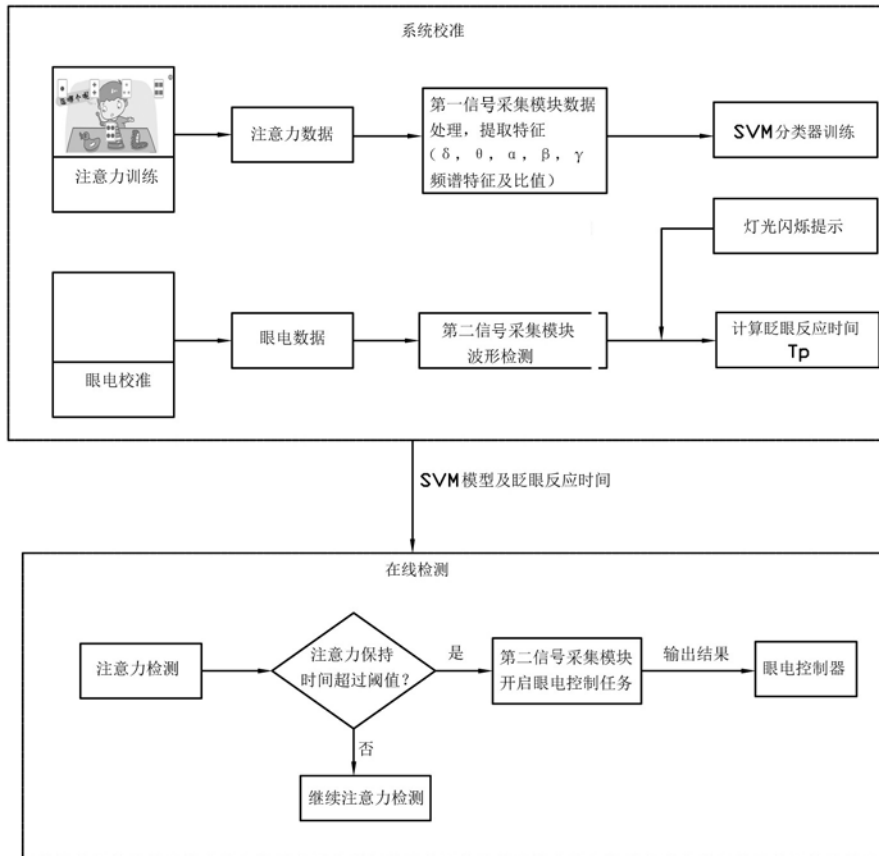 系统校准
注意力训练
注意力数据
第一信号采集模块数据
处理，提取特征
(δ，θ，α，β，γ
频谱特征及比值)
SVM分类器训练
灯光闪烁提示
眼电校准
眼电数据
第二信号采集模块
波形检测
计算眨眼反应时间
Tp
SVM模型及眨眼反应时间
在线检测
注意力检测
注意力保持
时间超过阈值?
是
第二信号采集模块
开启眼电控制任务
输出结果
眼电控制器
否
继续注意力检测